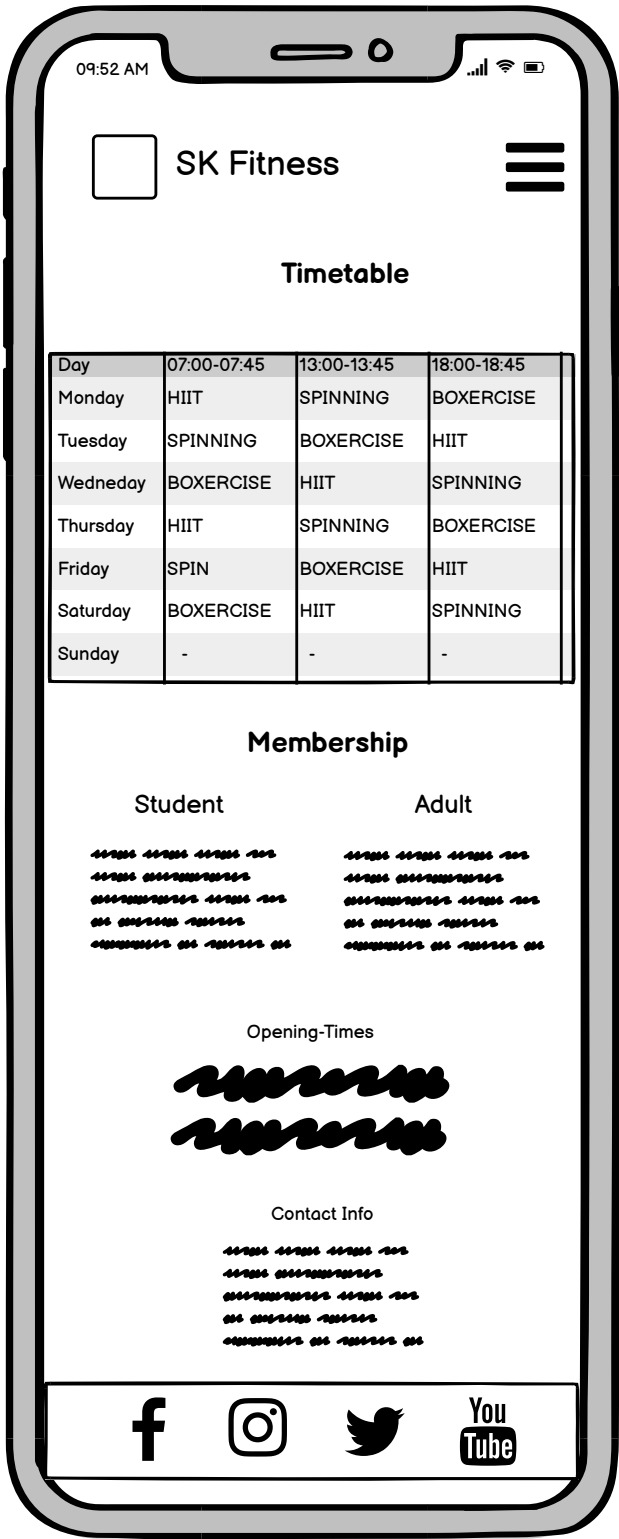 09:52 AM
SK Fitness
Timetable
Day 07:00-07:45 13:00-13:45 18:00-18:45
Monday HIIT SPINNING BOXERCISE
Tuesday SPINNING BOXERCISE HIIT
Wedneday BOXERCISE HIIT SPINNING
Thursday HIIT SPINNING BOXERCISE
Friday SPIN BOXERCISE HIIT
Saturday BOXERCISE HIIT SPINNING
Sunday - - -
Membership
Student Adult
Opening-Times
Contact Info
You
Tube